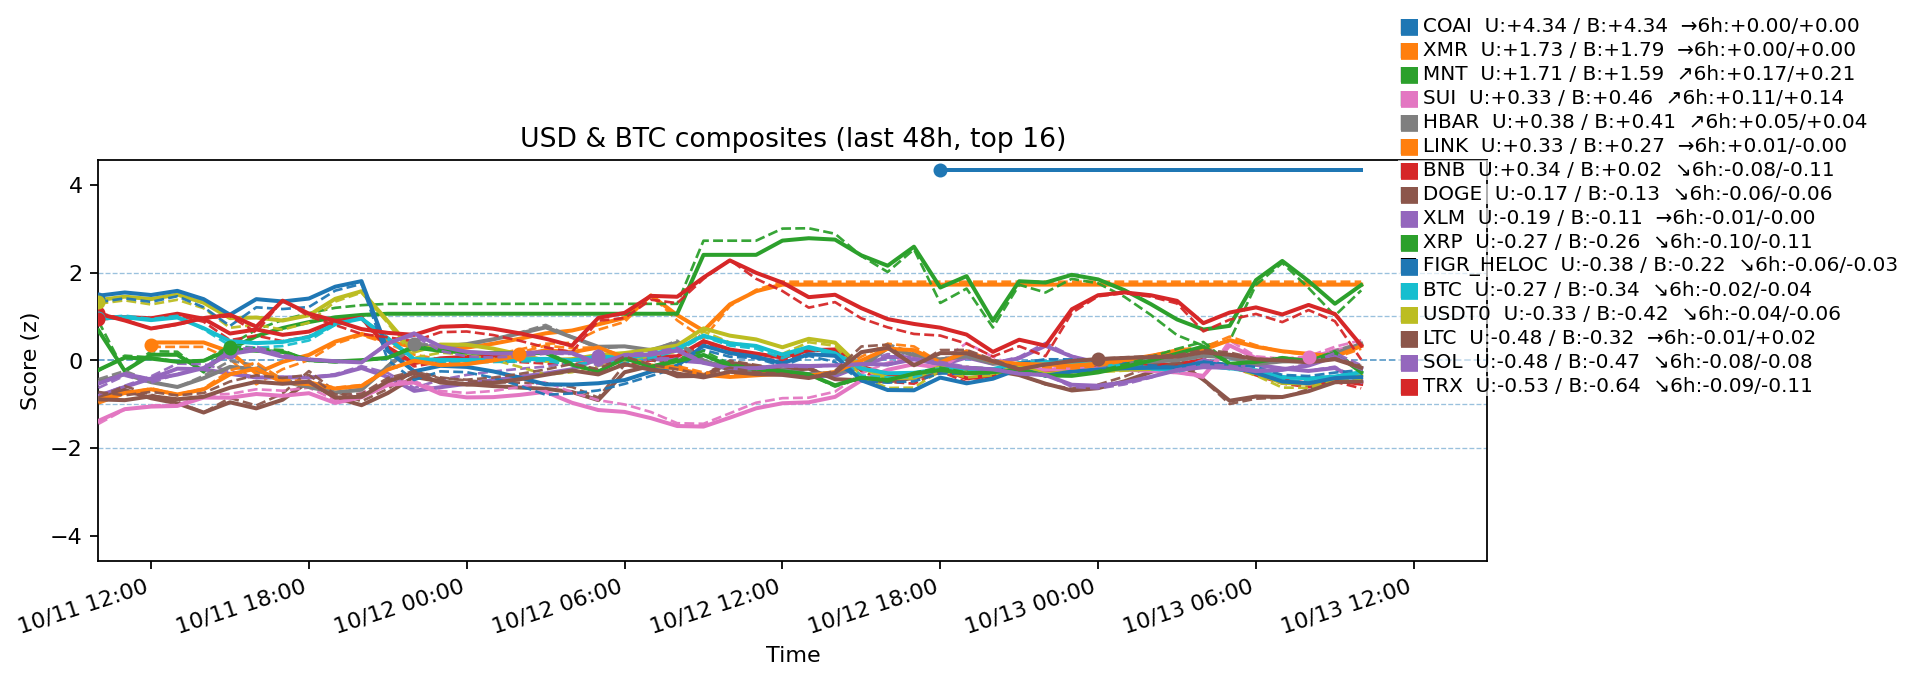 COAI U:+4.34 / B:+4.34 →6h:+0.00/+0.00
XMR U:+1.73 / B:+1.79 →6h:+0.00/+0.00
MNT U:+1.71 / B:+1.59 ↗6h:+0.17/+0.21
SUI U:+0.33 / B:+0.46 ↗6h:+0.11/+0.14
HBAR U:+0.38 / B:+0.41 ↗6h:+0.05/+0.04
LINK U:+0.33 / B:+0.27 →6h:+0.01/-0.00
BNB U:+0.34 / B:+0.02 ↘6h:-0.08/-0.11
DOGE U:-0.17 / B:-0.13 ↘6h:-0.06/-0.06
XLM U:-0.19 / B:-0.11 →6h:-0.01/-0.00
XRP U:-0.27 / B:-0.26 ↘6h:-0.10/-0.11
FIGR_HELOC U:-0.38 / B:-0.22 ↘6h:-0.06/-0.03
BTC U:-0.27 / B:-0.34 ↘6h:-0.02/-0.04
USDT0 U:-0.33 / B:-0.42 ↘6h:-0.04/-0.06
LTC U:-0.48 / B:-0.32 →6h:-0.01/+0.02
SOL U:-0.48 / B:-0.47 ↘6h:-0.08/-0.08
TRX U:-0.53 / B:-0.64 ↘6h:-0.09/-0.11
USD & BTC composites (last 48h, top 16)
Score (z)
4
2
0
−2
−4
10/11 12:00
10/11 18:00
10/12 00:00
10/12 06:00
10/12 12:00
10/12 18:00
10/13 00:00
10/13 06:00
10/13 12:00
Time